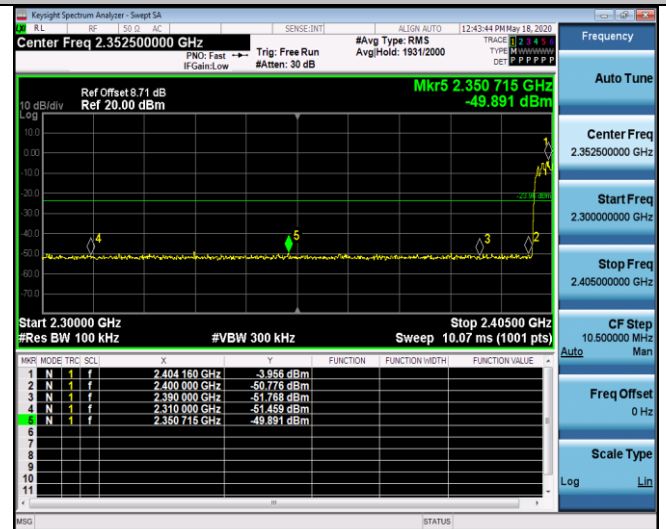 Keysight Spectrum Analyzer - Swept SA
RL RF 50 Ω AC SENSE:INT ALIGN AUTO 12:43:44 PM May 18, 2020
Center Freq 2.352500000 GHz
PNO: Fast
IFGain:Low
Trig: Free Run
#Atten: 30 dB
#Avg Type: RMS
Avg|Hold: 1931/2000
TRACE 1 2 3 4 5 6
TYPE M WWWWW
DET P P P P P P
Mkr5 2.350 715 GHz
-49.891 dBm
Ref Offset 8.71 dB
10 dB/div Ref 20.00 dBm
Log
10.0
0.00
-10.0
-20.0
-30.0
-40.0
-50.0
-60.0
-70.0
1
2
3
4
5
Start 2.30000 GHz Stop 2.40500 GHz
#Res BW 100 kHz #VBW 300 kHz Sweep 10.07 ms (1001 pts)
MKR MODE TRC SCL X Y FUNCTION FUNCTION WIDTH FUNCTION VALUE
1 N 1 f 2.404 160 GHz -3.956 dBm
2 N 1 f 2.400 000 GHz -50.776 dBm
3 N 1 f 2.390 000 GHz -51.768 dBm
4 N 1 f 2.310 000 GHz -51.459 dBm
5 N 1 f 2.350 715 GHz -49.891 dBm
6
7
8
9
10
11
MSG STATUS
Frequency
Auto Tune
Center Freq
2.352500000 GHz
Start Freq
2.300000000 GHz
Stop Freq
2.405000000 GHz
CF Step
10.500000 MHz
Auto Man
Freq Offset
0 Hz
Scale Type
Log Lin